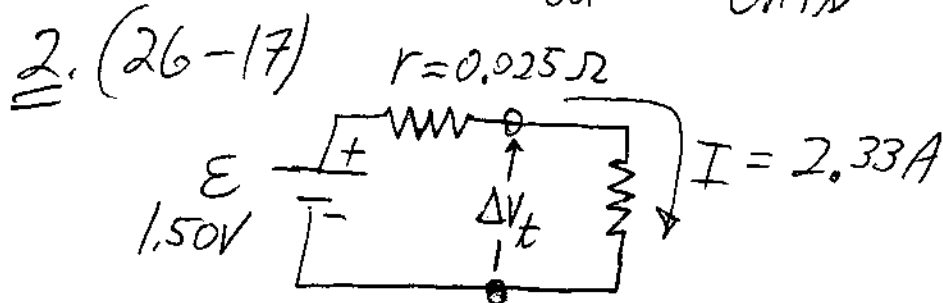 2. (26-17)
r=0.025Ω
+
ε
I = 2.33A
1.50V
-
ΔVt